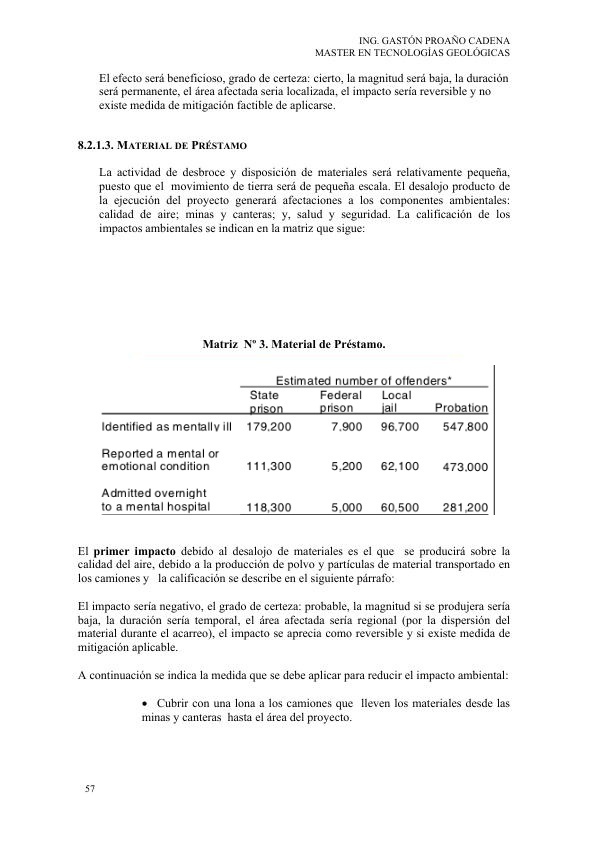 ING. GASTÓN PROAÑO CADENA
MASTER EN TECNOLOGÍAS GEOLÓGICAS
El efecto será beneficioso, grado de certeza: cierto, la magnitud será baja, la duración
será permanente, el área afectada seria localizada, el impacto sería reversible y no
existe medida de mitigación factible de aplicarse.
8.2.1.3. MATERIAL DE PRÉSTAMO
La actividad de desbroce y disposición de materiales será relativamente pequeña,
puesto que el movimiento de tierra será de pequeña escala. El desalojo producto de
la ejecución del proyecto generará afectaciones a los componentes ambientales:
calidad de aire; minas y canteras; y, salud y seguridad. La calificación de los
impactos ambientales se indican en la matriz que sigue:
Matriz Nº 3. Material de Préstamo.
Estimated number of offenders*
State Federal Local
prison prison jail Probation
Identified as mentally ill 179,200 7,900 96,700 547,800
Reported a mental or
emotional condition 111,300 5,200 62,100 473,000
Admitted overnight
to a mental hospital 118,300 5,000 60,500 281,200
El primer impacto debido al desalojo de materiales es el que se producirá sobre la
calidad del aire, debido a la producción de polvo y partículas de material transportado en
los camiones y la calificación se describe en el siguiente párrafo:
El impacto sería negativo, el grado de certeza: probable, la magnitud si se produjera sería
baja, la duración sería temporal, el área afectada sería regional (por la dispersión del
material durante el acarreo), el impacto se aprecia como reversible y si existe medida de
mitigación aplicable.
A continuación se indica la medida que se debe aplicar para reducir el impacto ambiental:
• Cubrir con una lona a los camiones que lleven los materiales desde las
minas y canteras hasta el área del proyecto.
57